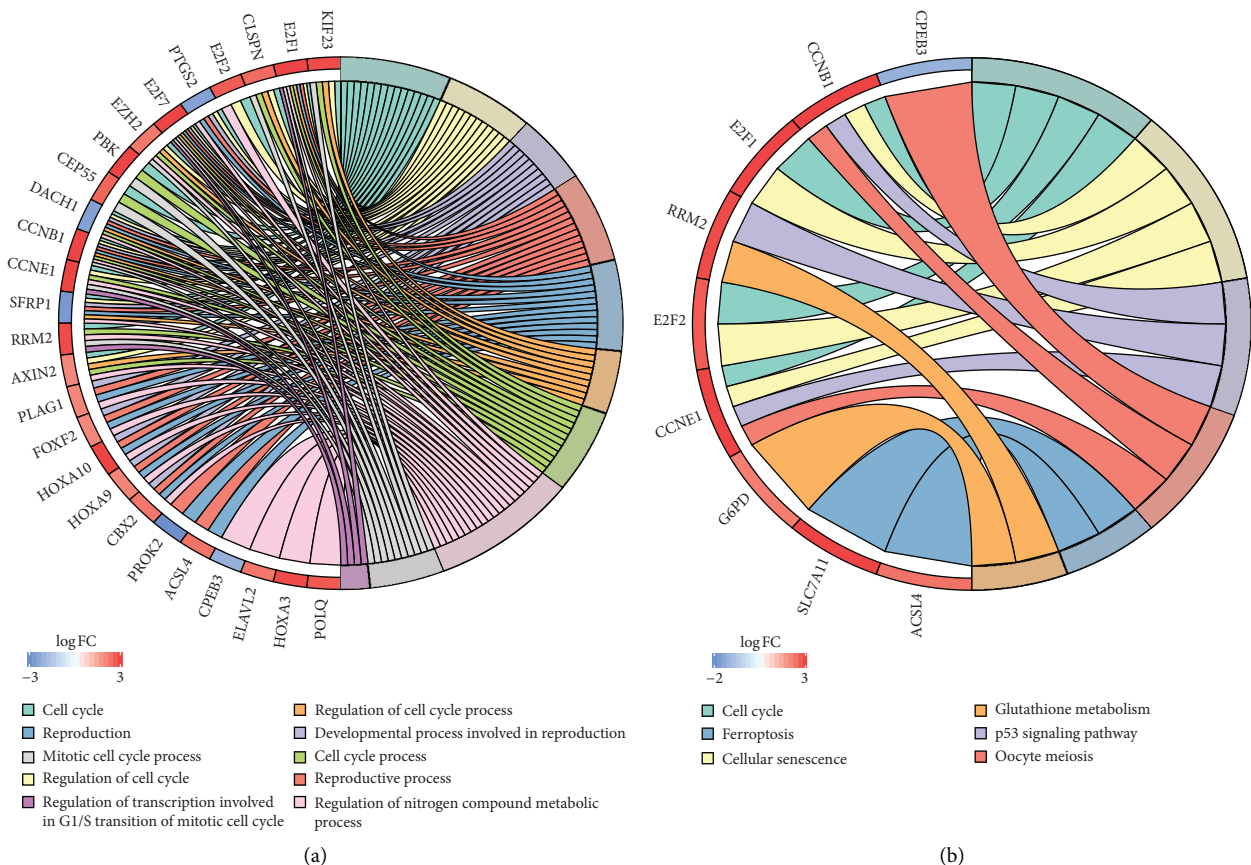 KIF23
E2F1
CLSPN
E2F2
PTGS2
E2F7
EZH2
PBK
CEP55
DACH1
CCNB1
CCNE1
SFRP1
RRM2
AXIN2
PLAG1
FOXF2
HOXA10
HOXA9
CBX2
PROK2
ACSL4
CPEB3
ELAVL2
HOXA3
POLQ
log FC
−3 3
Cell cycle
Reproduction
Mitotic cell cycle process
Regulation of cell cycle
Regulation of transcription involved
in G1/S transition of mitotic cell cycle
Regulation of cell cycle process
Developmental process involved in reproduction
Cell cycle process
Reproductive process
Regulation of nitrogen compound metabolic
process
(a)
CPEB3
CCNB1
E2F1
RRM2
E2F2
CCNE1
G6PD
SLC7A11
ACSL4
log FC
−2 3
Cell cycle
Ferroptosis
Cellular senescence
Glutathione metabolism
p53 signaling pathway
Oocyte meiosis
(b)